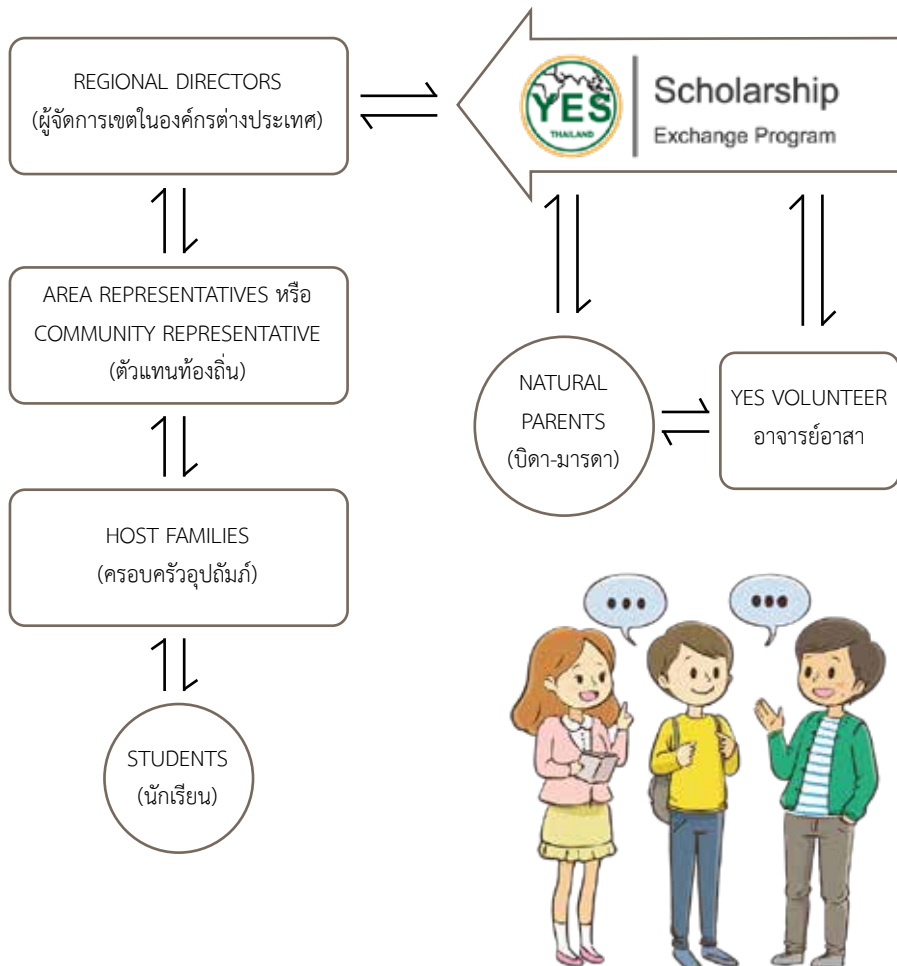 REGIONAL DIRECTORS
(ผู้จัดการเขตในองค์กรต่างประเทศ)
YES
THAILAND
Scholarship
Exchange Program
AREA REPRESENTATIVES หรือ
COMMUNITY REPRESENTATIVE
(ตัวแทนท้องถิ่น)
NATURAL
PARENTS
(บิดา-มารดา)
YES VOLUNTEER
อาจารย์อาสา
HOST FAMILIES
(ครอบครัวอุปถัมภ์)
STUDENTS
(นักเรียน)